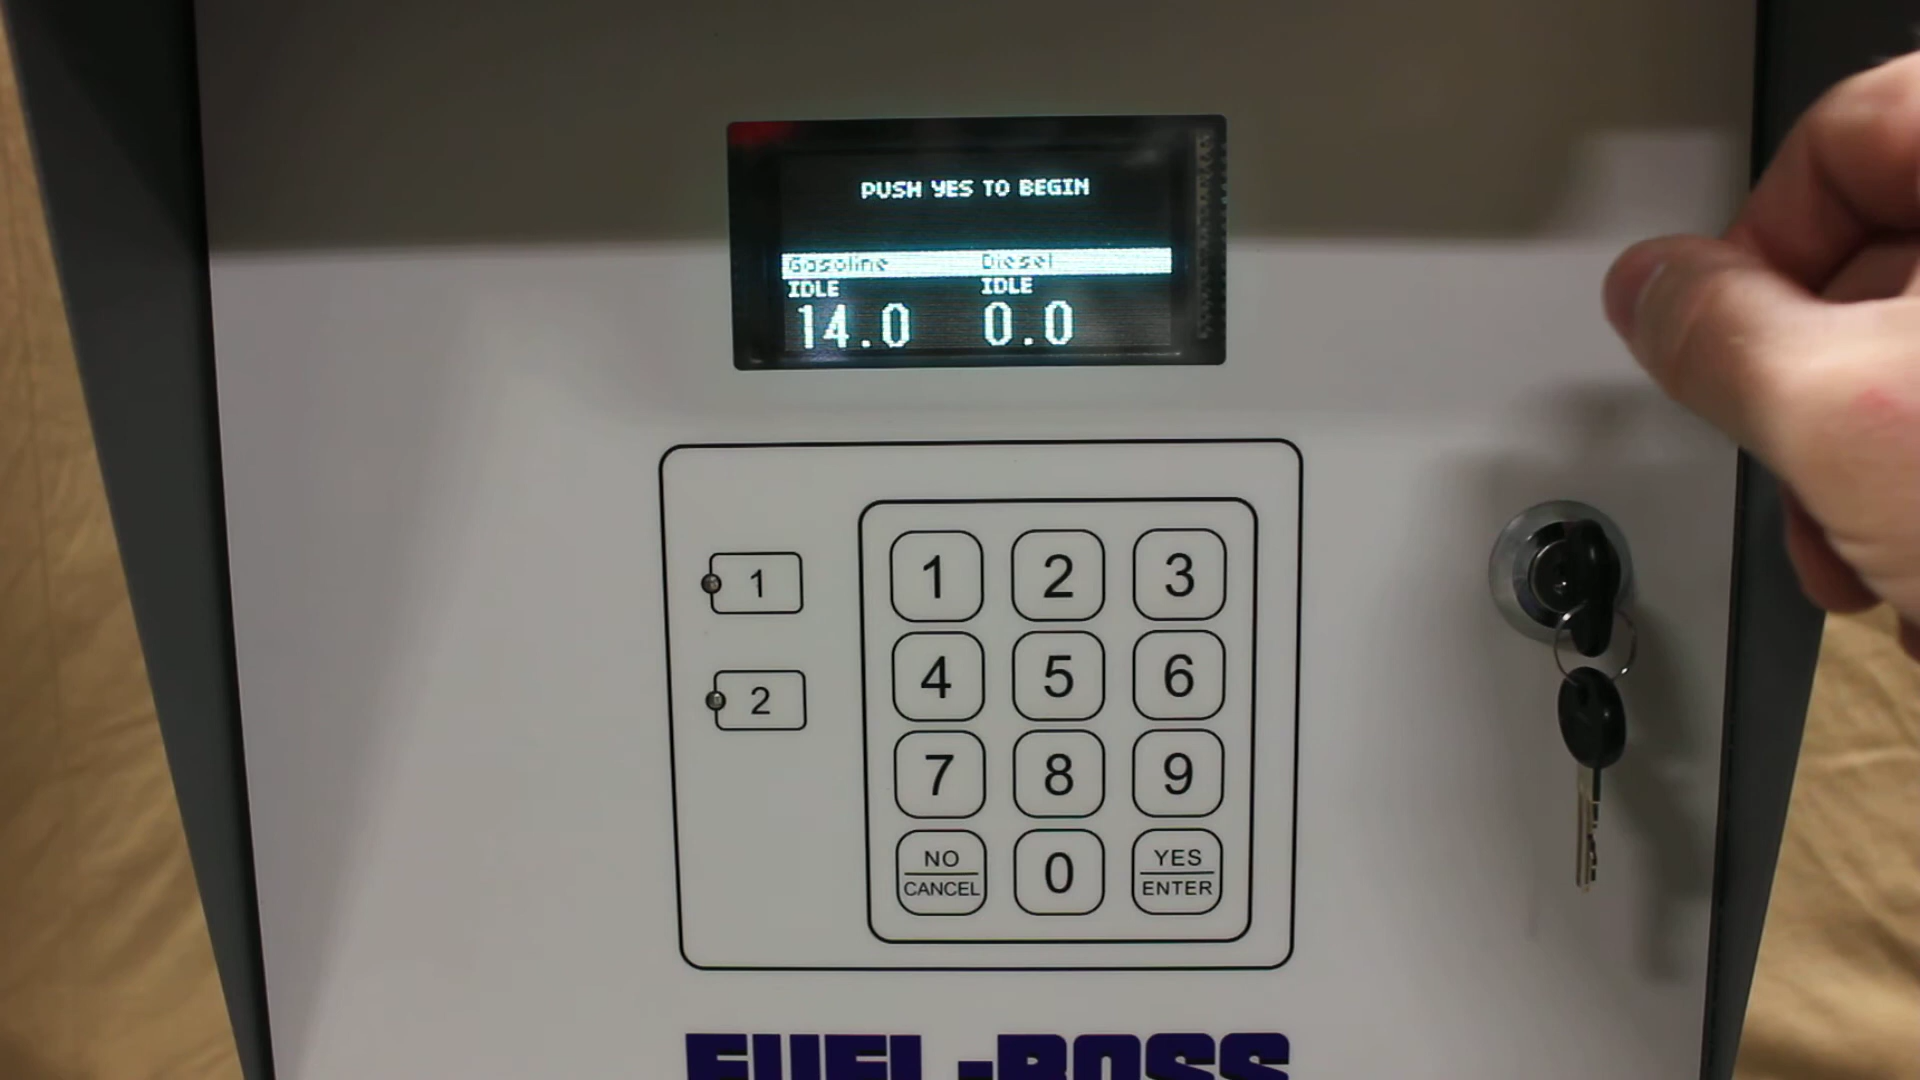 PUSH YES TO BEGIN
Gasoline Diesel
IDLE IDLE
14.0 0.0
1
2
1 2 3
4 5 6
7 8 9
NO CANCEL 0 YES ENTER
FUEL-BOSS